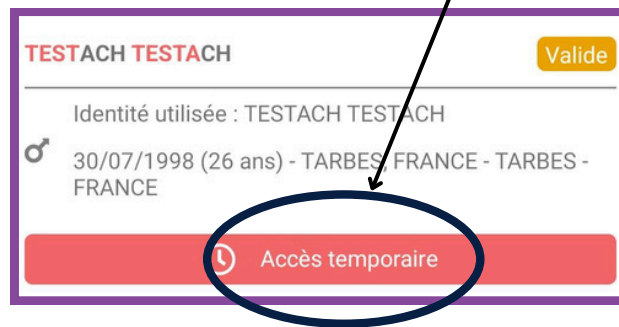 TESTACH TESTACH
Valide
Identité utilisée : TESTACH TESTACH
30/07/1998 (26 ans) - TARBES, FRANCE - TARBES -
FRANCE
Accès temporaire